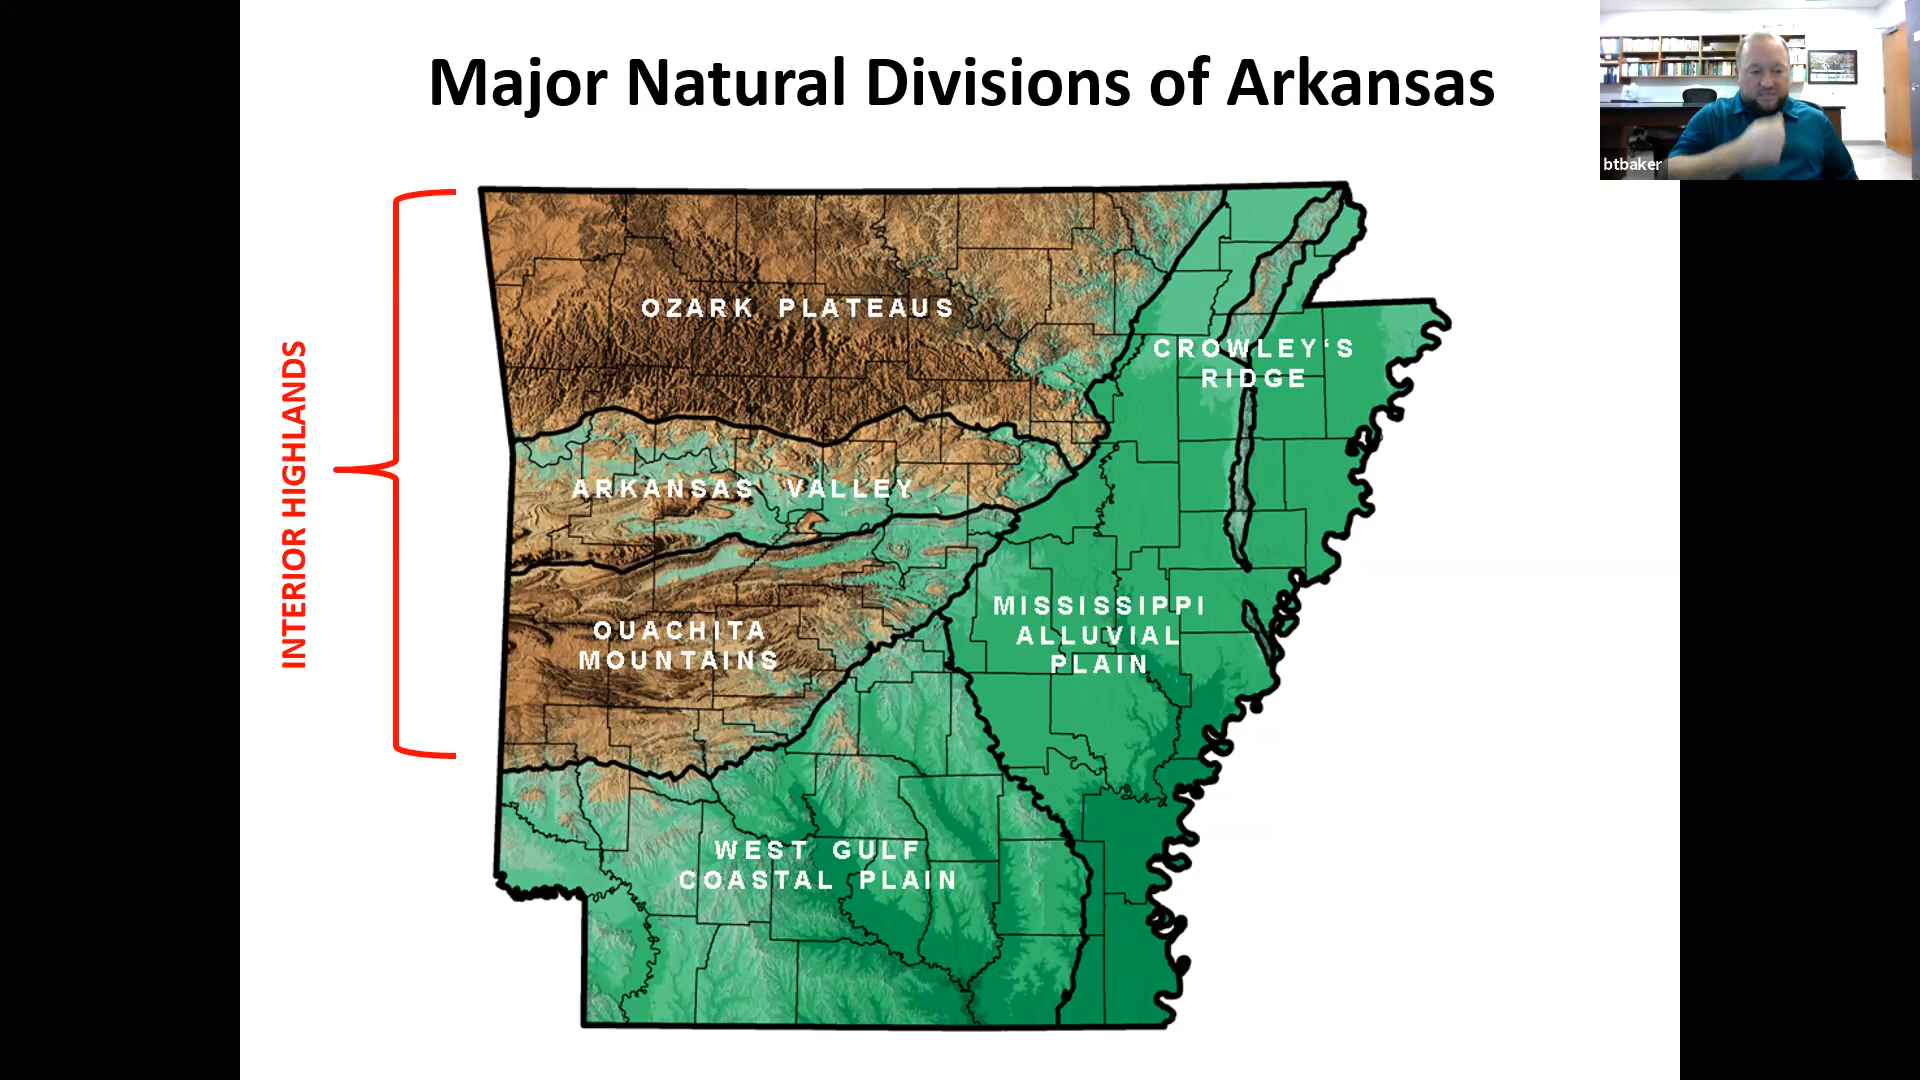 Major Natural Divisions of Arkansas
btbaker
INTERIOR HIGHLANDS
OZARK PLATEAUS
CROWLEY'S
RIDGE
ARKANSAS VALLEY
MISSISSIPPI
ALLUVIAL
PLAIN
OUACHITA
MOUNTAINS
WEST GULF
COASTAL PLAIN